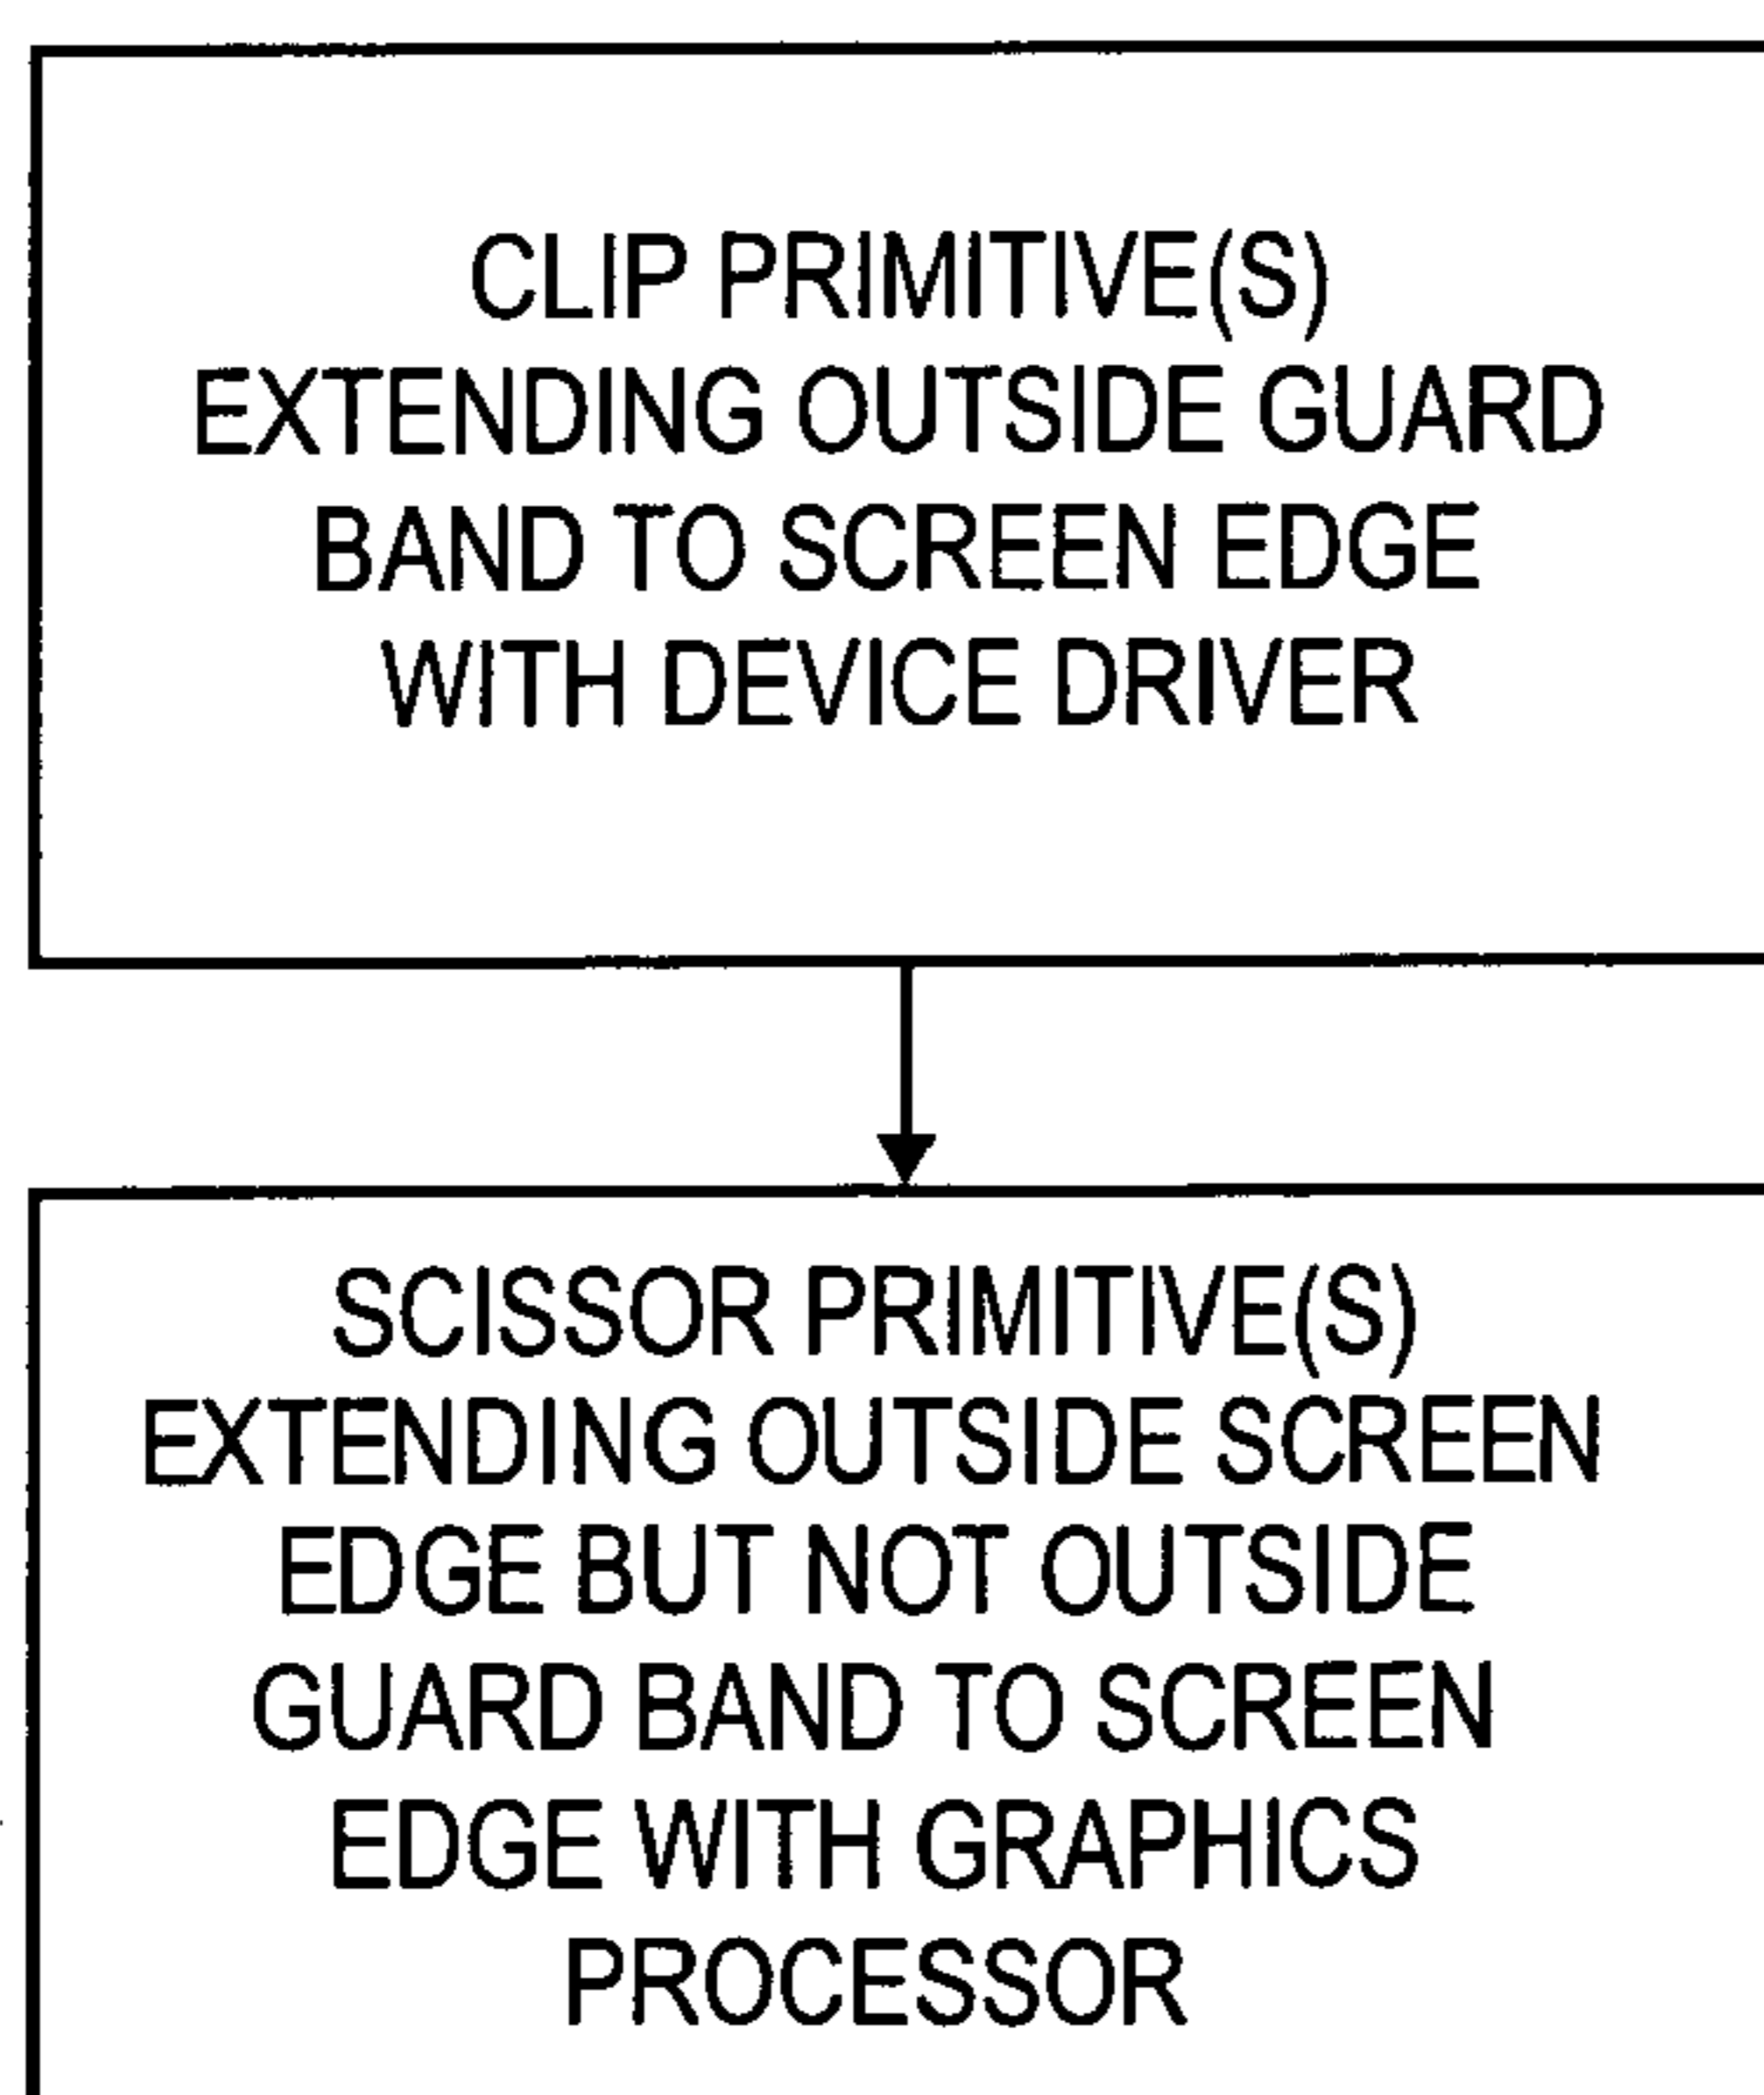 CLIP PRIMITIVE(S)
EXTENDING OUTSIDE GUARD
BAND TO SCREEN EDGE
WITH DEVICE DRIVER
SCISSOR PRIMITIVE(S)
EXTENDING OUTSIDE SCREEN
EDGE BUT NOT OUTSIDE
GUARD BAND TO SCREEN
EDGE WITH GRAPHICS
PROCESSOR